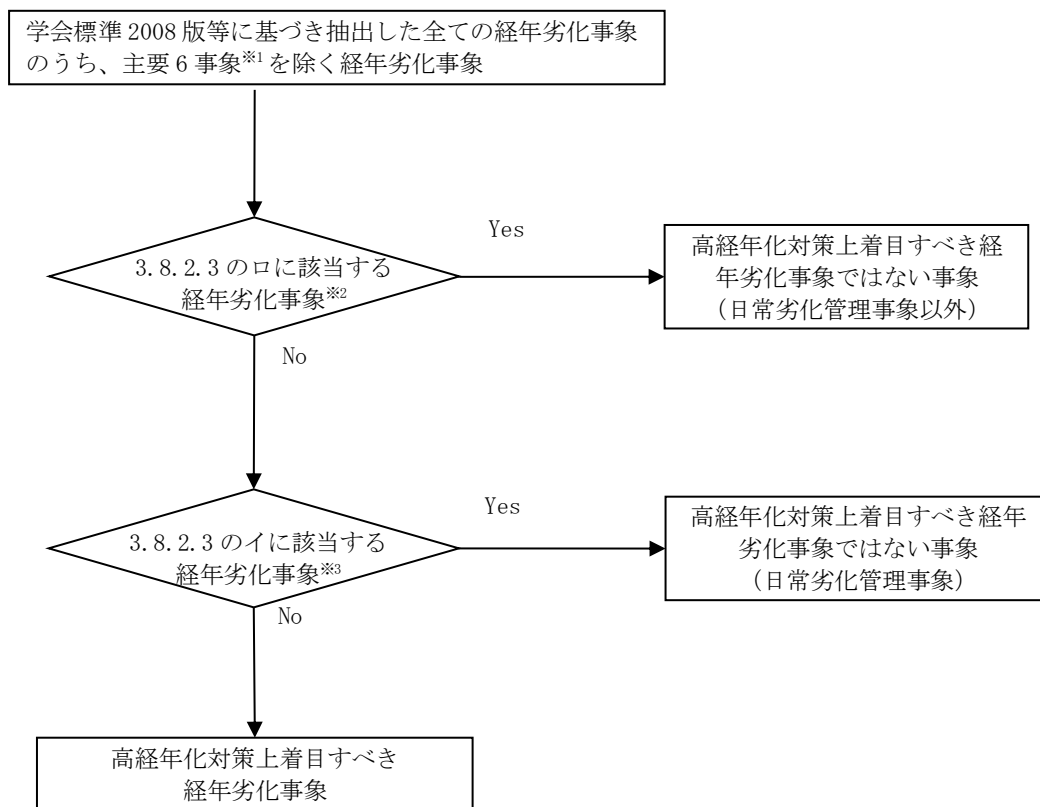 学会標準 2008 版等に基づき抽出した全ての経年劣化事象
のうち、主要 6 事象※1 を除く経年劣化事象
Yes
3.8.2.3 のロに該当する
経年劣化事象※2
高経年化対策上着目すべき経
年劣化事象ではない事象
（日常劣化管理事象以外）
No
Yes
3.8.2.3 のイに該当する
経年劣化事象※3
高経年化対策上着目すべき経年
劣化事象ではない事象
（日常劣化管理事象）
No
高経年化対策上着目すべき
経年劣化事象